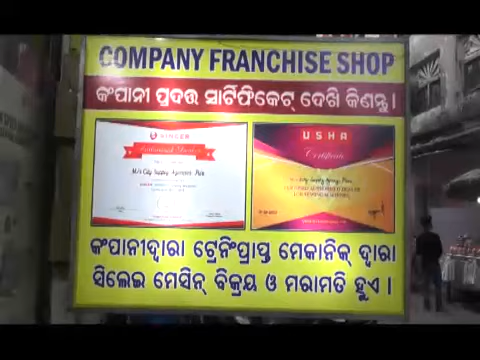 COMPANY FRANCHISE SHOP
କଂପାନୀ ପ୍ରଦତ୍ତ ସାର୍ଟିଫିକେଟ୍ ଦେଖି କିଣନ୍ତୁ ।
SINGER
USHA
Certificate
କଂପାନୀଦ୍ୱାରା ଟ୍ରେନିଂପ୍ରାପ୍ତ ମେକାନିକ୍ ଦ୍ୱାରା
ସିଲେଇ ମେସିନ୍ ବିକ୍ରୟ ଓ ମରାମତି ହୁଏ ।